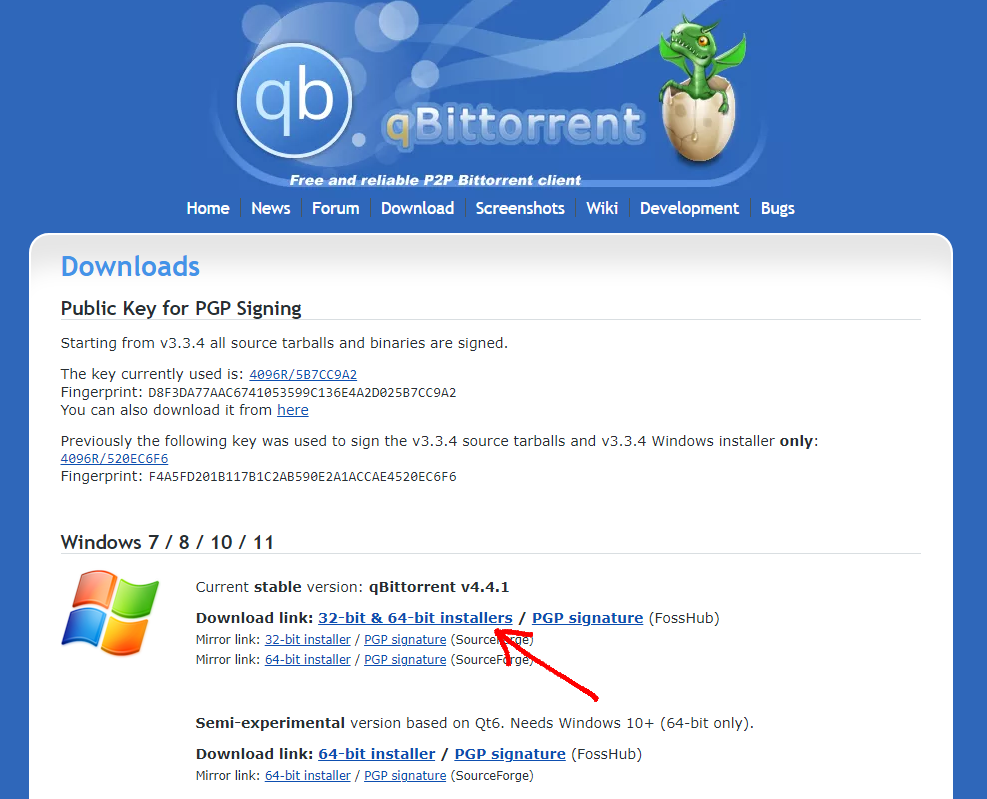 qb
qBittorrent
Free and reliable P2P Bittorrent client
Home News Forum Download Screenshots Wiki Development Bugs
Downloads
Public Key for PGP Signing
Starting from v3.3.4 all source tarballs and binaries are signed.
The key currently used is: 4096R/5B7CC9A2
Fingerprint: D8F3DA77AAC6741053599C136E4A2D025B7CC9A2
You can also download it from here
Previously the following key was used to sign the v3.3.4 source tarballs and v3.3.4 Windows installer only:
4096R/520EC6F6
Fingerprint: F4A5FD201B117B1C2AB590E2A1ACCAE4520EC6F6
Windows 7 / 8 / 10 / 11
Current stable version: qBittorrent v4.4.1
Download link: 32-bit & 64-bit installers / PGP signature (FossHub)
Mirror link: 32-bit installer / PGP signature (SourceForge)
Mirror link: 64-bit installer / PGP signature (SourceForge)
Semi-experimental version based on Qt6. Needs Windows 10+ (64-bit only).
Download link: 64-bit installer / PGP signature (FossHub)
Mirror link: 64-bit installer / PGP signature (SourceForge)